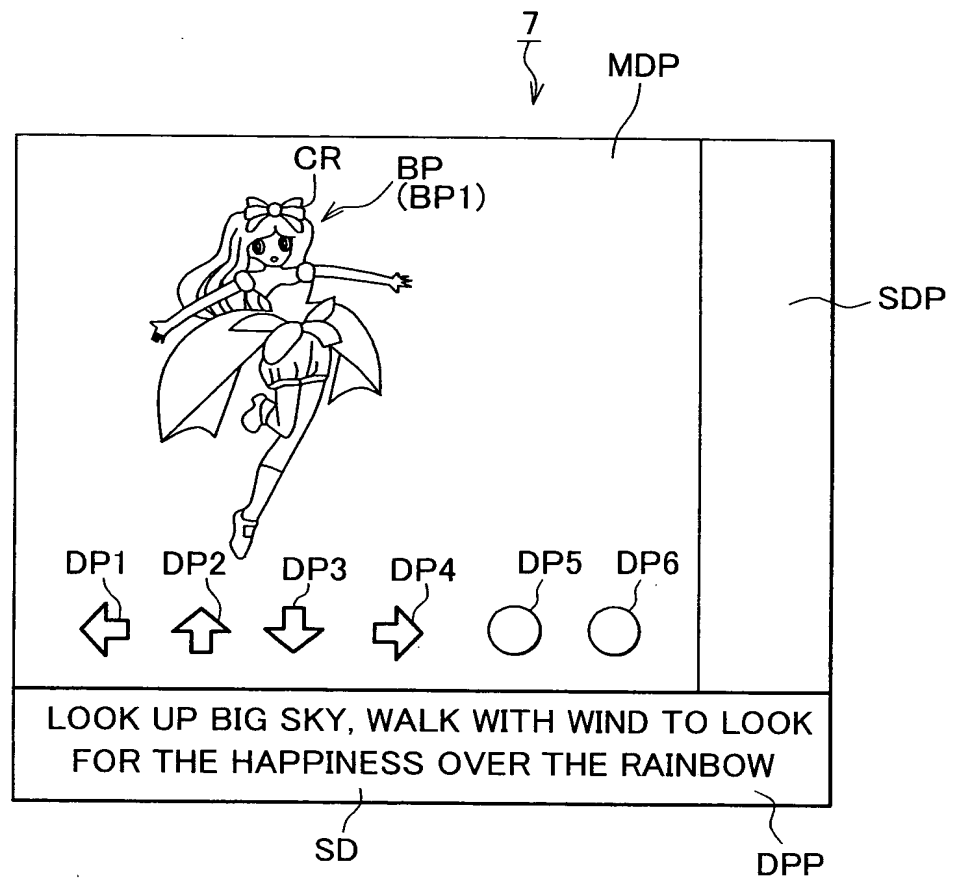 7
MDP
CR
BP
(BP1)
SDP
DP1 DP2 DP3 DP4 DP5 DP6
LOOK UP BIG SKY, WALK WITH WIND TO LOOK
FOR THE HAPPINESS OVER THE RAINBOW
SD
DPP